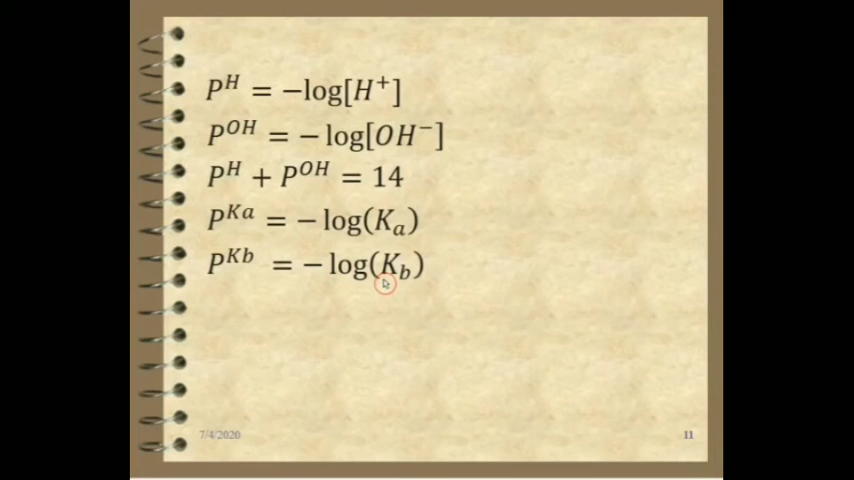 P^H = −log[H^+]
P^OH = − log[OH^−]
P^H + P^OH = 14
P^Ka = − log(K_a)
P^Kb = − log(K_b)
7/4/2020 11